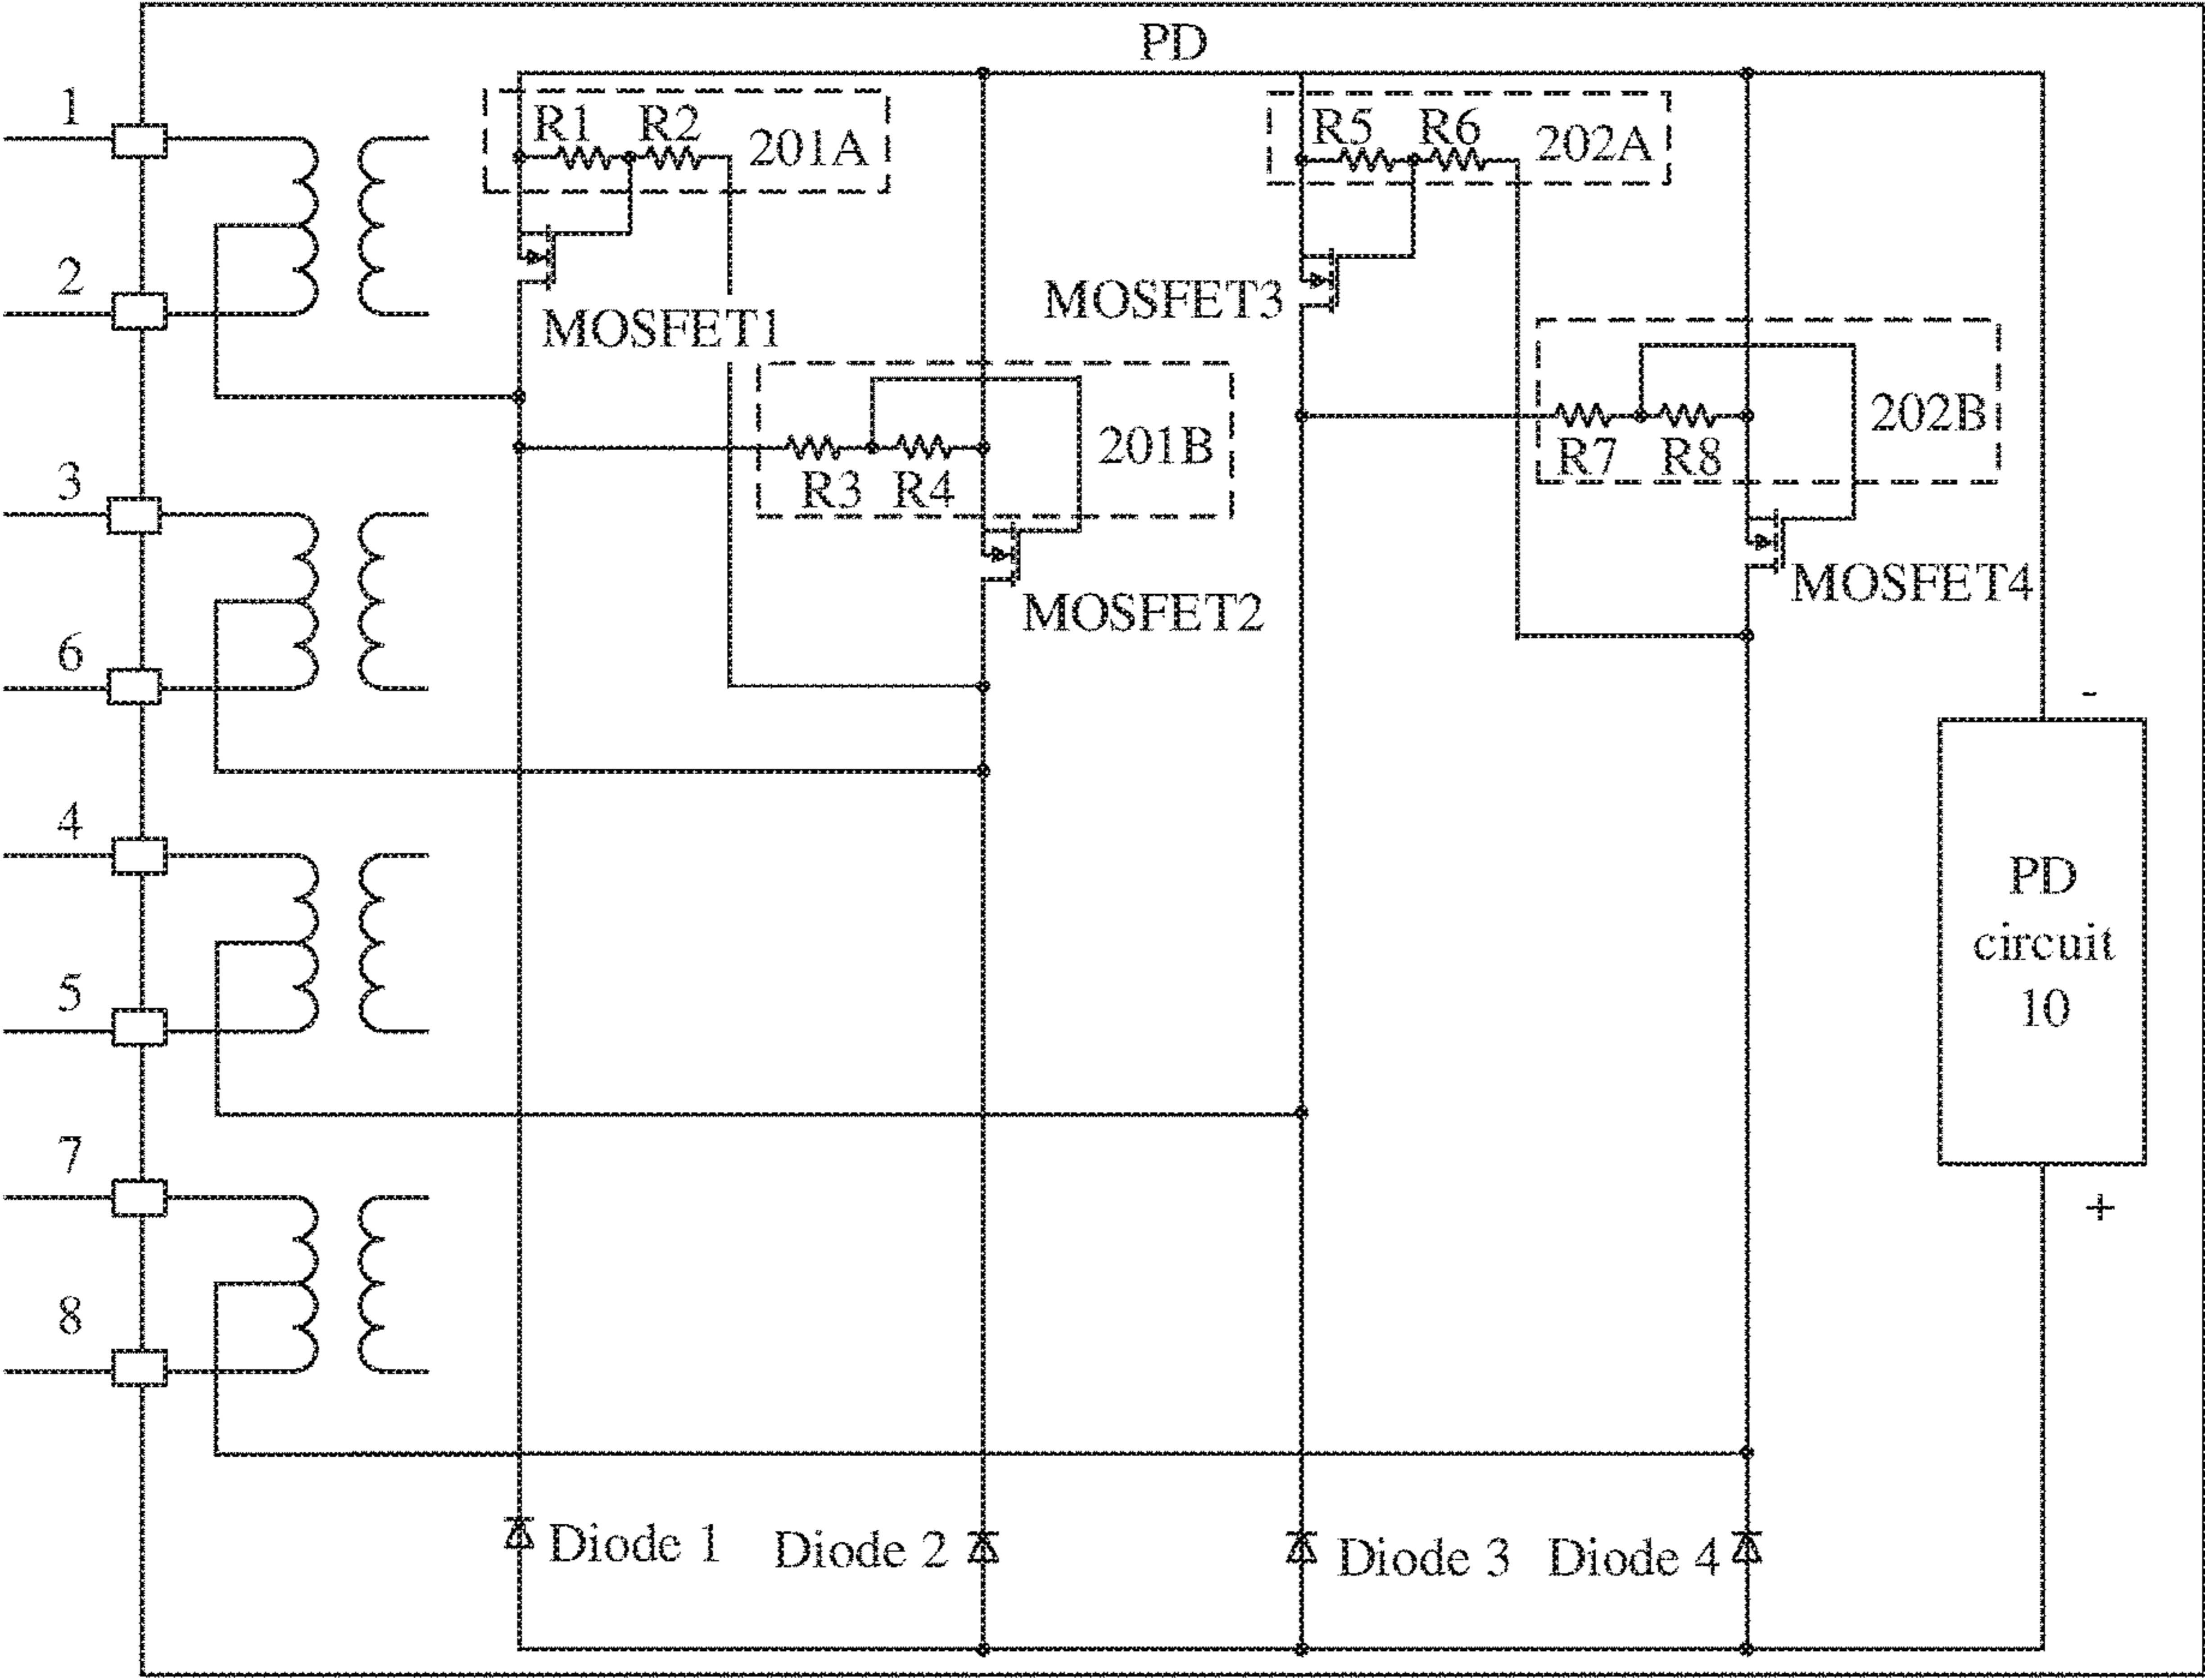 PD
1
R1 R2
201A
R5 R6
202A
2
MOSFET1
MOSFET3
3
R3 R4
201B
R7 R8
202B
MOSFET2
MOSFET4
6
-
4
PD
circuit
10
5
7
+
8
Diode 1
Diode 2
Diode 3
Diode 4